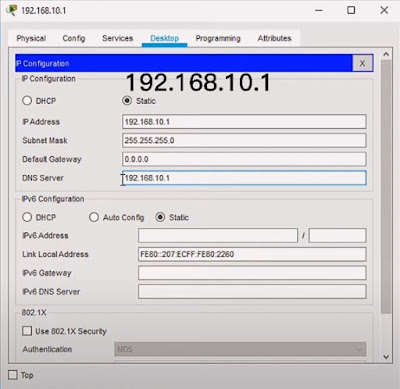 192.168.10.1
Physical Config Services Desktop Programming Attributes
IP Configuration X
IP Configuration
192.168.10.1
DHCP Static
IP Address 192.168.10.1
Subnet Mask 255.255.255.0
Default Gateway 0.0.0.0
DNS Server 192.168.10.1
IPv6 Configuration
DHCP Auto Config Static
IPv6 Address /
Link Local Address FE80::207:ECFF:FE80:2260
IPv6 Gateway
IPv6 DNS Server
802.1X
Use 802.1X Security
Authentication MD5
Top